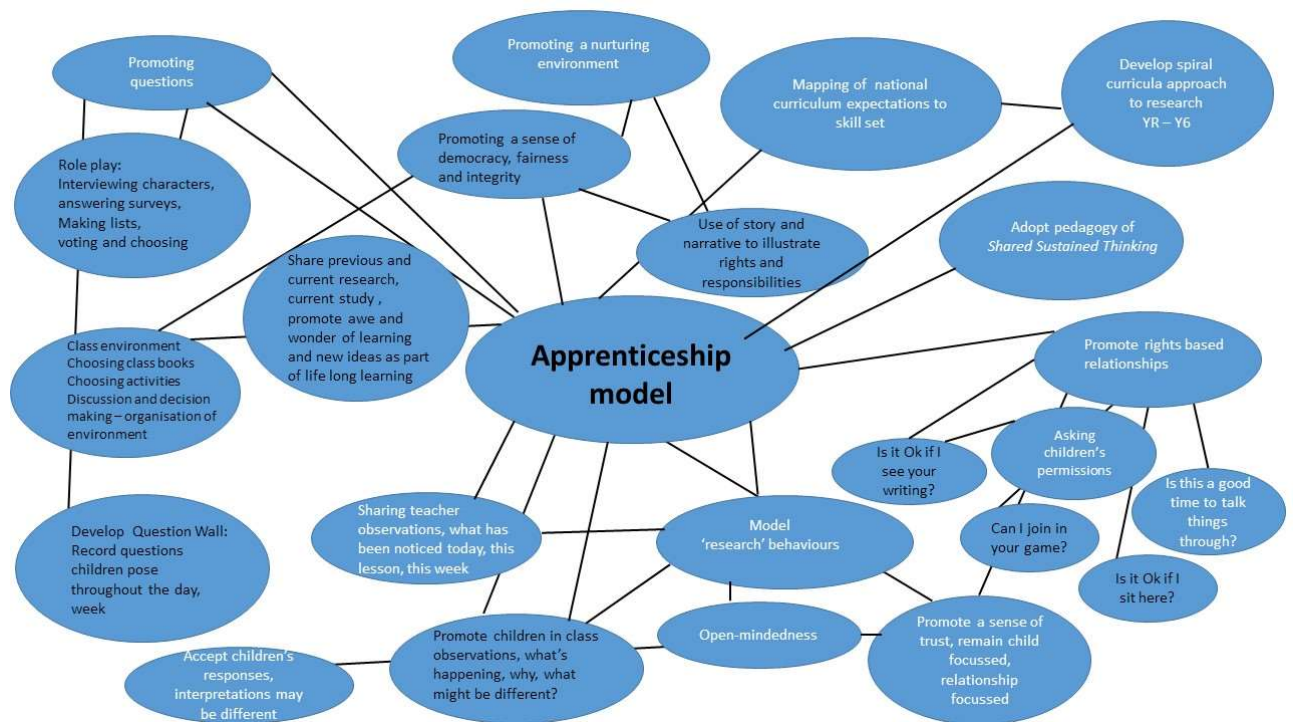 Promoting
questions
Promoting a nurturing
environment
Mapping of national
curriculum expectations to
skill set
Develop spiral
curricula approach
to research
YR – Y6
Promoting a sense of
democracy, fairness
and integrity
Role play:
Interviewing characters,
answering surveys,
Making lists,
voting and choosing
Use of story and
narrative to illustrate
rights and
responsibilities
Adopt pedagogy of
Shared Sustained Thinking
Share previous and
current research,
current study ,
promote awe and
wonder of learning
and new ideas as part
of life long learning
Class environment
Choosing class books
Choosing activities
Discussion and decision
making – organisation of
environment
Apprenticeship
model
Promote rights based
relationships
Is it Ok if I
see your
writing?
Asking
children's
permissions
Is this a good
time to talk
things
through?
Can I join in
your game?
Is it Ok if I
sit here?
Develop Question Wall:
Record questions
children pose
throughout the day,
week
Sharing teacher
observations, what has
been noticed today, this
lesson, this week
Model
'research' behaviours
Accept children's
responses,
interpretations may
be different
Promote children in class
observations, what's
happening, why, what
might be different?
Open-mindedness
Promote a sense of
trust, remain child
focussed,
relationship
focussed